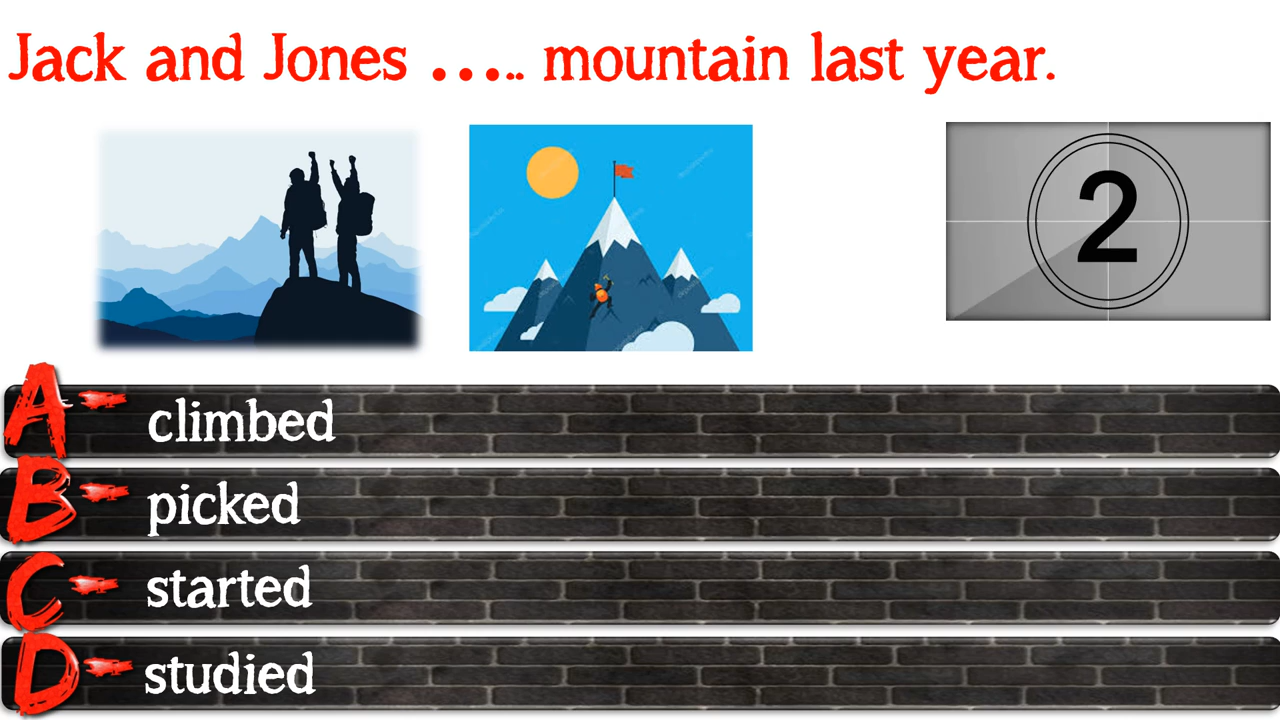 Jack and Jones ..... mountain last year.
2
A- climbed
B- picked
C- started
D- studied